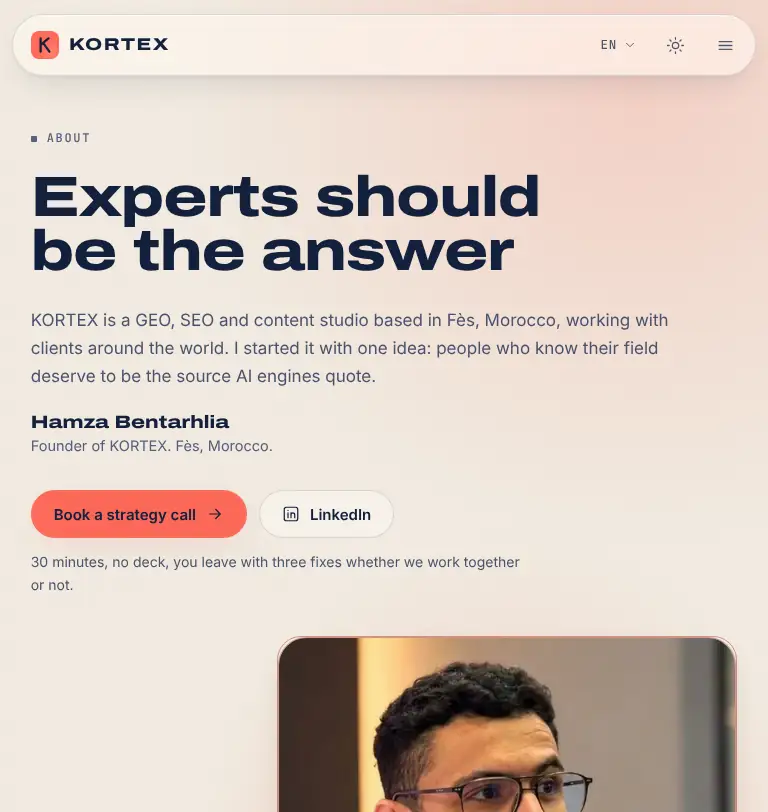 K KORTEX
EN
ABOUT
Experts should
be the answer
KORTEX is a GEO, SEO and content studio based in Fès, Morocco, working with
clients around the world. I started it with one idea: people who know their field
deserve to be the source AI engines quote.
Hamza Bentarhlia
Founder of KORTEX. Fès, Morocco.
Book a strategy call → in LinkedIn
30 minutes, no deck, you leave with three fixes whether we work together
or not.